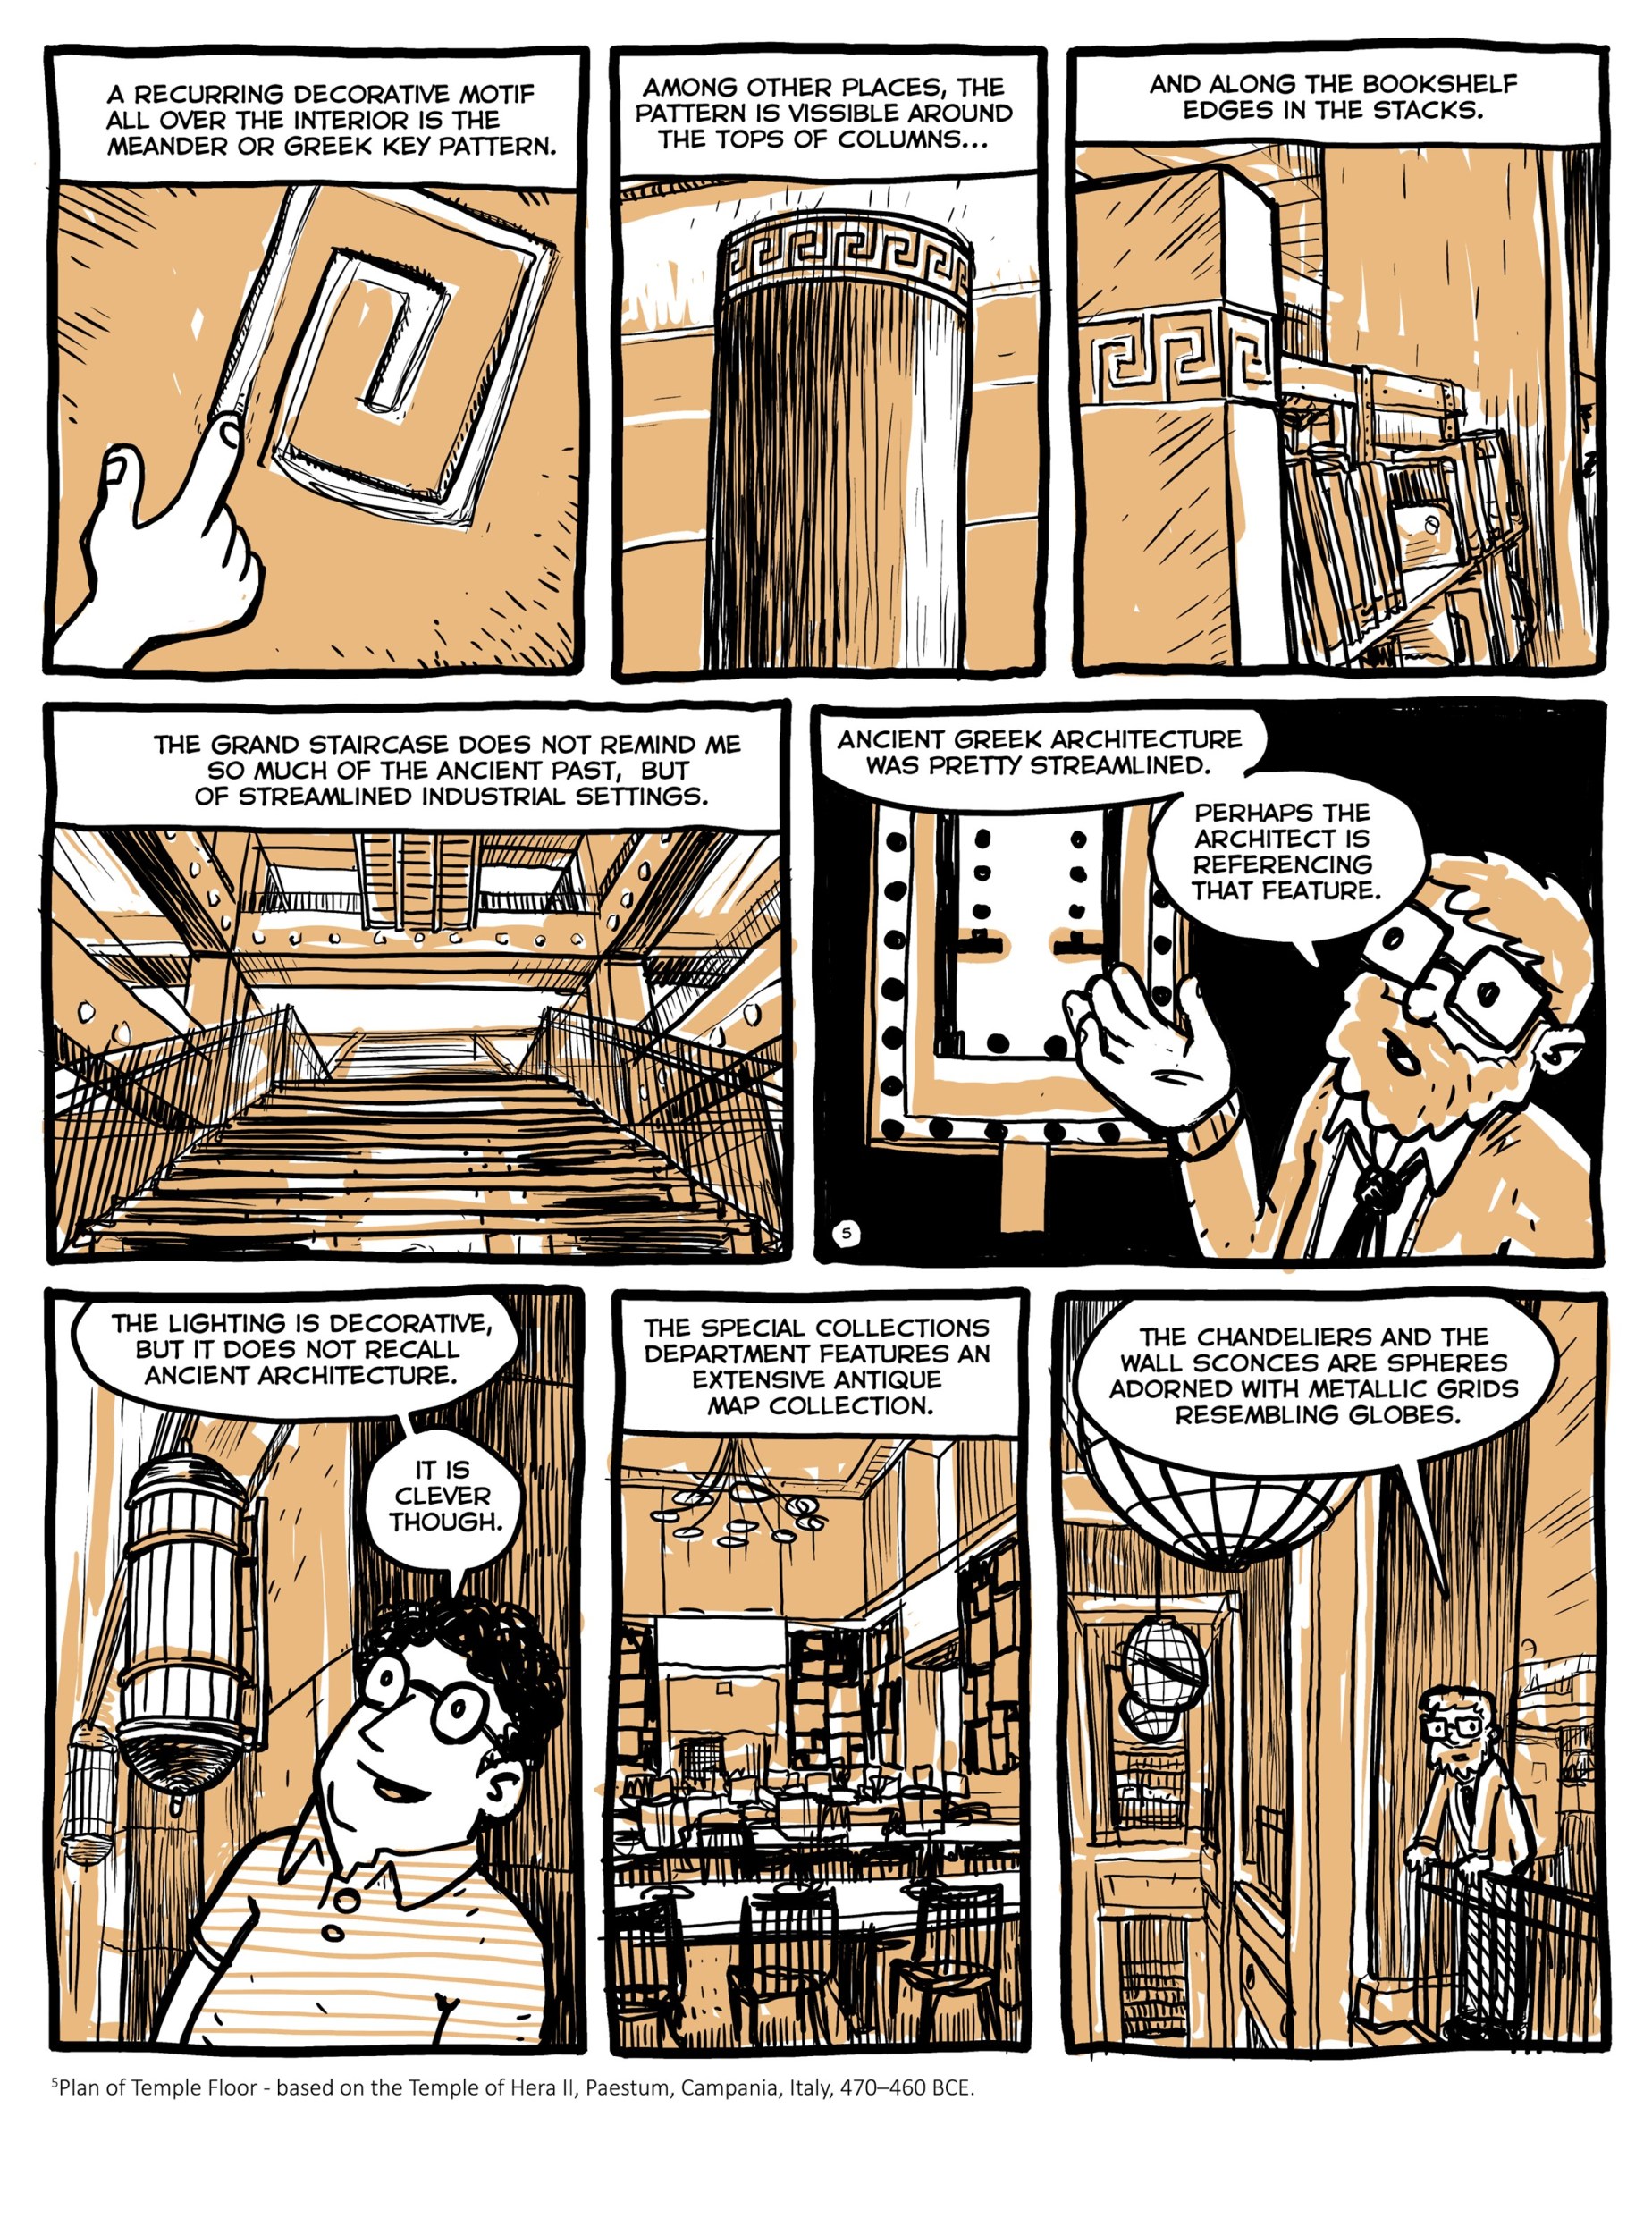 A RECURRING DECORATIVE MOTIF
ALL OVER THE INTERIOR IS THE
MEANDER OR GREEK KEY PATTERN.
AMONG OTHER PLACES, THE
PATTERN IS VISSIBLE AROUND
THE TOPS OF COLUMNS...
AND ALONG THE BOOKSHELF
EDGES IN THE STACKS.
THE GRAND STAIRCASE DOES NOT REMIND ME
SO MUCH OF THE ANCIENT PAST, BUT
OF STREAMLINED INDUSTRIAL SETTINGS.
ANCIENT GREEK ARCHITECTURE
WAS PRETTY STREAMLINED.
PERHAPS THE
ARCHITECT IS
REFERENCING
THAT FEATURE.
5
THE LIGHTING IS DECORATIVE,
BUT IT DOES NOT RECALL
ANCIENT ARCHITECTURE.
IT IS
CLEVER
THOUGH.
THE SPECIAL COLLECTIONS
DEPARTMENT FEATURES AN
EXTENSIVE ANTIQUE
MAP COLLECTION.
THE CHANDELIERS AND THE
WALL SCONCES ARE SPHERES
ADORNED WITH METALLIC GRIDS
RESEMBLING GLOBES.
⁵Plan of Temple Floor - based on the Temple of Hera II, Paestum, Campania, Italy, 470–460 BCE.